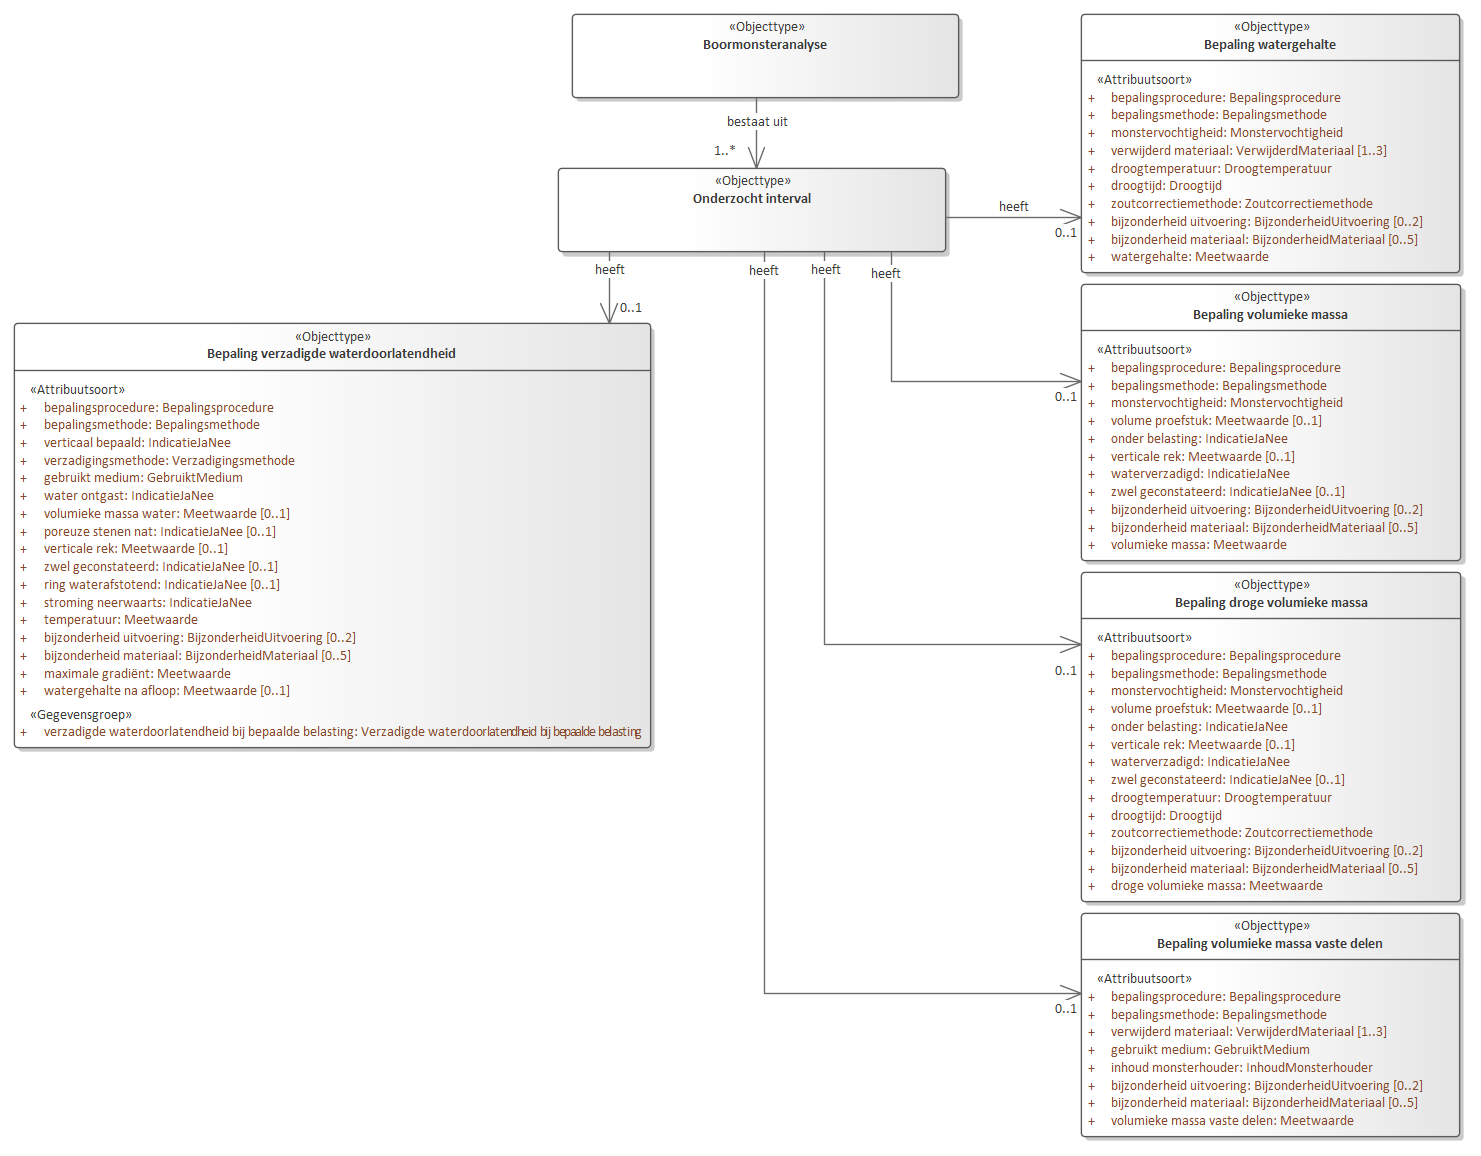 «Objecttype»
Boormonsteranalyse
bestaat uit
1..*
«Objecttype»
Onderzocht interval
heeft
0..1
heeft
0..1
heeft
0..1
heeft
0..1
heeft
0..1
«Objecttype»
Bepaling verzadigde waterdoorlatendheid
«Attribuutsoort»
+ bepalingsprocedure: Bepalingsprocedure
+ bepalingsmethode: Bepalingsmethode
+ verticaal bepaald: IndicatieJaNee
+ verzadigingsmethode: Verzadigingsmethode
+ gebruikt medium: GebruiktMedium
+ water ontgast: IndicatieJaNee
+ volumieke massa water: Meetwaarde [0..1]
+ poreuze stenen nat: IndicatieJaNee [0..1]
+ verticale rek: Meetwaarde [0..1]
+ zwel geconstateerd: IndicatieJaNee [0..1]
+ ring waterafstotend: IndicatieJaNee [0..1]
+ stroming neerwaarts: IndicatieJaNee
+ temperatuur: Meetwaarde
+ bijzonderheid uitvoering: BijzonderheidUitvoering [0..2]
+ bijzonderheid materiaal: BijzonderheidMateriaal [0..5]
+ maximale gradiënt: Meetwaarde
+ watergehalte na afloop: Meetwaarde [0..1]
«Gegevensgroep»
+ verzadigde waterdoorlatendheid bij bepaalde belasting: Verzadigde waterdoorlatendheid bij bepaalde belasting
«Objecttype»
Bepaling watergehalte
«Attribuutsoort»
+ bepalingsprocedure: Bepalingsprocedure
+ bepalingsmethode: Bepalingsmethode
+ monstervochtigheid: Monstervochtigheid
+ verwijderd materiaal: VerwijderdMateriaal [1..3]
+ droogtemperatuur: Droogtemperatuur
+ droogtijd: Droogtijd
+ zoutcorrectiemethode: Zoutcorrectiemethode
+ bijzonderheid uitvoering: BijzonderheidUitvoering [0..2]
+ bijzonderheid materiaal: BijzonderheidMateriaal [0..5]
+ watergehalte: Meetwaarde
«Objecttype»
Bepaling volumieke massa
«Attribuutsoort»
+ bepalingsprocedure: Bepalingsprocedure
+ bepalingsmethode: Bepalingsmethode
+ monstervochtigheid: Monstervochtigheid
+ volume proefstuk: Meetwaarde [0..1]
+ onder belasting: IndicatieJaNee
+ verticale rek: Meetwaarde [0..1]
+ waterverzadigd: IndicatieJaNee
+ zwel geconstateerd: IndicatieJaNee [0..1]
+ bijzonderheid uitvoering: BijzonderheidUitvoering [0..2]
+ bijzonderheid materiaal: BijzonderheidMateriaal [0..5]
+ volumieke massa: Meetwaarde
«Objecttype»
Bepaling droge volumieke massa
«Attribuutsoort»
+ bepalingsprocedure: Bepalingsprocedure
+ bepalingsmethode: Bepalingsmethode
+ monstervochtigheid: Monstervochtigheid
+ volume proefstuk: Meetwaarde [0..1]
+ onder belasting: IndicatieJaNee
+ verticale rek: Meetwaarde [0..1]
+ waterverzadigd: IndicatieJaNee
+ zwel geconstateerd: IndicatieJaNee [0..1]
+ droogtemperatuur: Droogtemperatuur
+ droogtijd: Droogtijd
+ zoutcorrectiemethode: Zoutcorrectiemethode
+ bijzonderheid uitvoering: BijzonderheidUitvoering [0..2]
+ bijzonderheid materiaal: BijzonderheidMateriaal [0..5]
+ droge volumieke massa: Meetwaarde
«Objecttype»
Bepaling volumieke massa vaste delen
«Attribuutsoort»
+ bepalingsprocedure: Bepalingsprocedure
+ bepalingsmethode: Bepalingsmethode
+ verwijderd materiaal: VerwijderdMateriaal [1..3]
+ gebruikt medium: GebruiktMedium
+ inhoud monsterhouder: InhoudMonsterhouder
+ bijzonderheid uitvoering: BijzonderheidUitvoering [0..2]
+ bijzonderheid materiaal: BijzonderheidMateriaal [0..5]
+ volumieke massa vaste delen: Meetwaarde